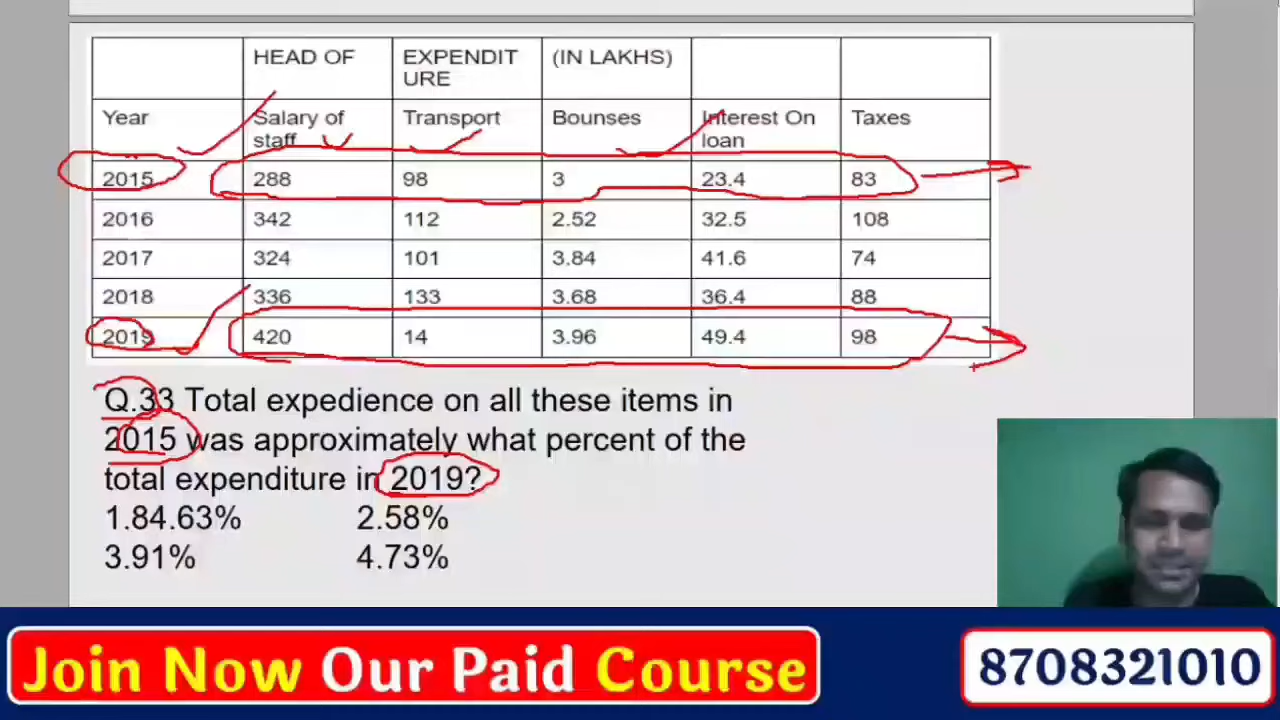 HEAD OF EXPENDIT (IN LAKHS)
URE
Year Salary of Transport Bounses Interest On Taxes
staff loan
2015 288 98 3 23.4 83
2016 342 112 2.52 32.5 108
2017 324 101 3.84 41.6 74
2018 336 133 3.68 36.4 88
2019 420 14 3.96 49.4 98
Q.33 Total expedience on all these items in
2015 was approximately what percent of the
total expenditure in 2019?
1.84.63% 2.58%
3.91% 4.73%
Join Now Our Paid Course 8708321010